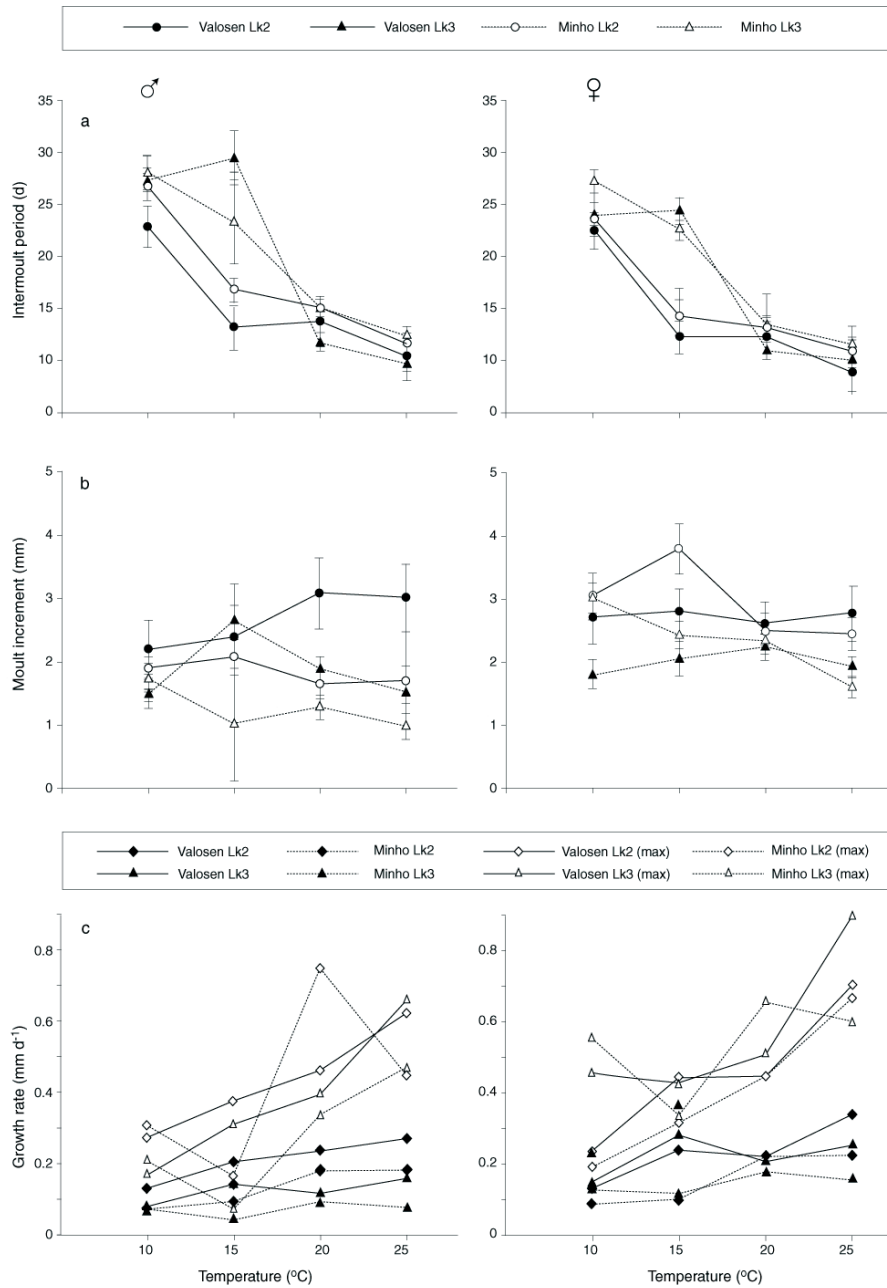 Valosen Lk2 Valosen Lk3 Minho Lk2 Minho Lk3
♂ ♀
a
Intermoult period (d)
35
30
25
20
15
10
0
35
30
25
20
15
10
0
b
Moult increment (mm)
5
4
3
2
1
0
5
4
3
2
1
0
Valosen Lk2 Minho Lk2 Valosen Lk2 (max) Minho Lk2 (max)
Valosen Lk3 Minho Lk3 Valosen Lk3 (max) Minho Lk3 (max)
c
Growth rate (mm d⁻¹)
0.8
0.6
0.4
0.2
0
10 15 20 25
Temperature (ºC)
0.8
0.6
0.4
0.2
0
10 15 20 25
Temperature (ºC)